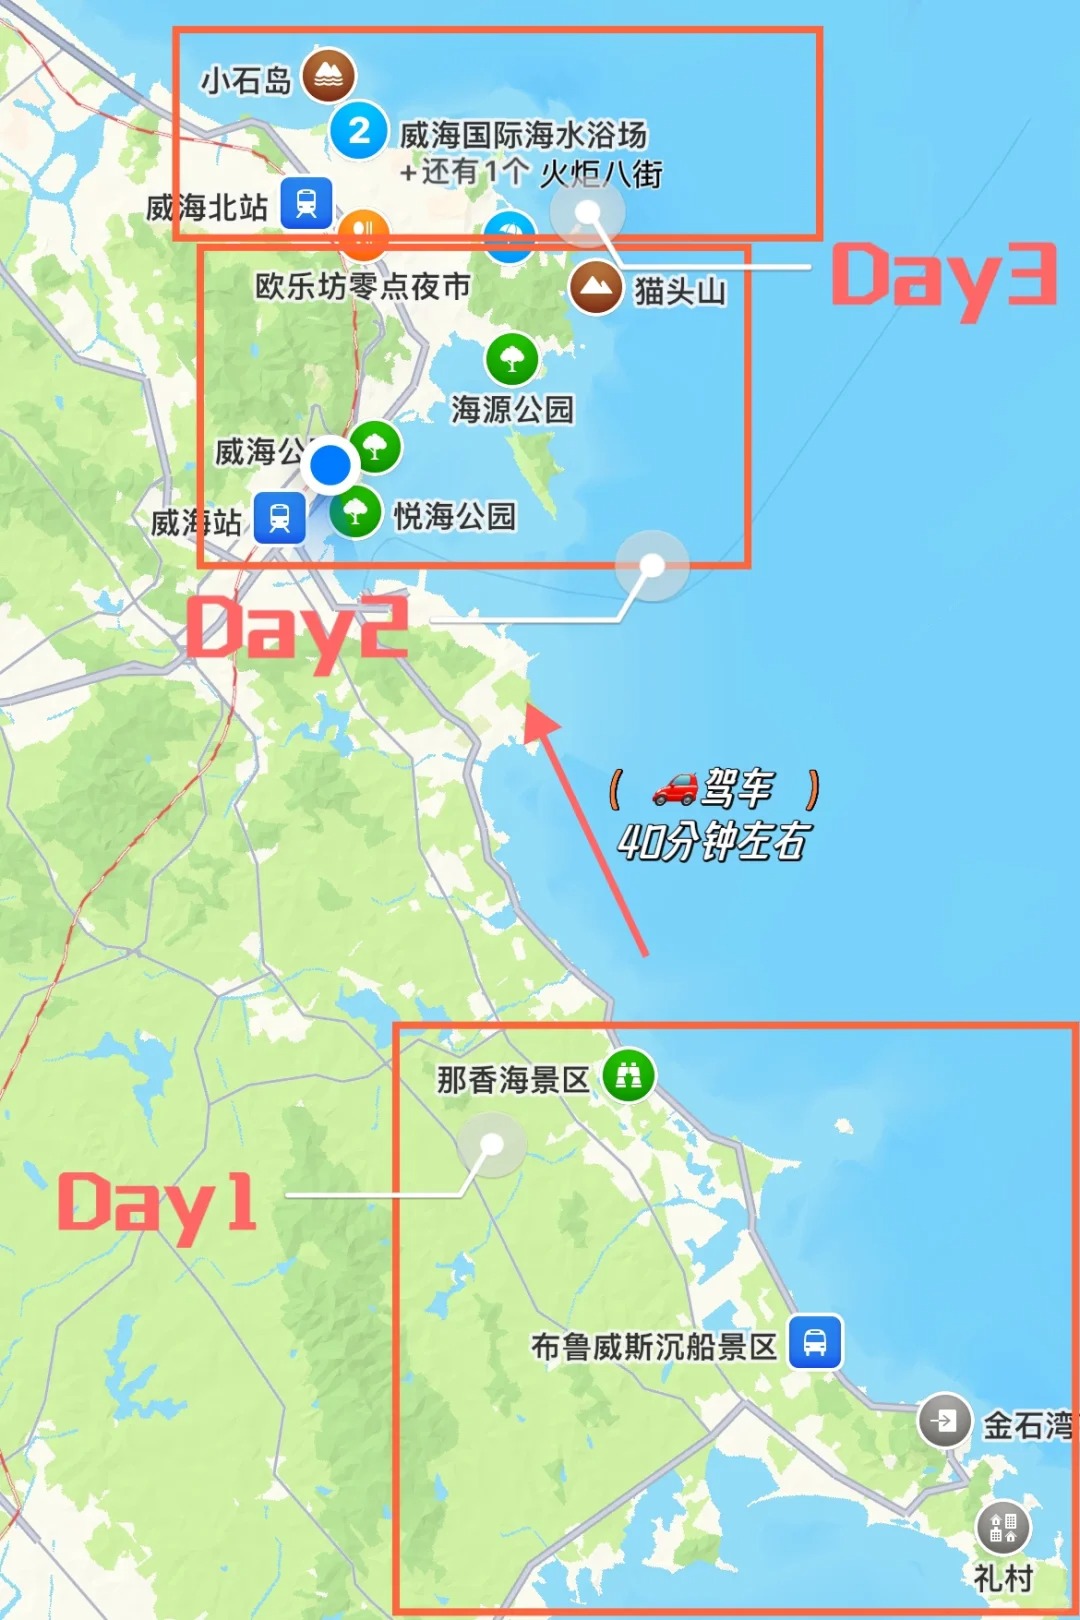 小石岛
2
威海国际海水浴场
+还有1个 火炬八街
威海北站
欧乐坊零点夜市
猫头山
Day3
海源公园
威海公
威海站
悦海公园
Day2
( 🚗驾车 )
40分钟左右
那香海景区
Day1
布鲁威斯沉船景区
金石湾
礼村